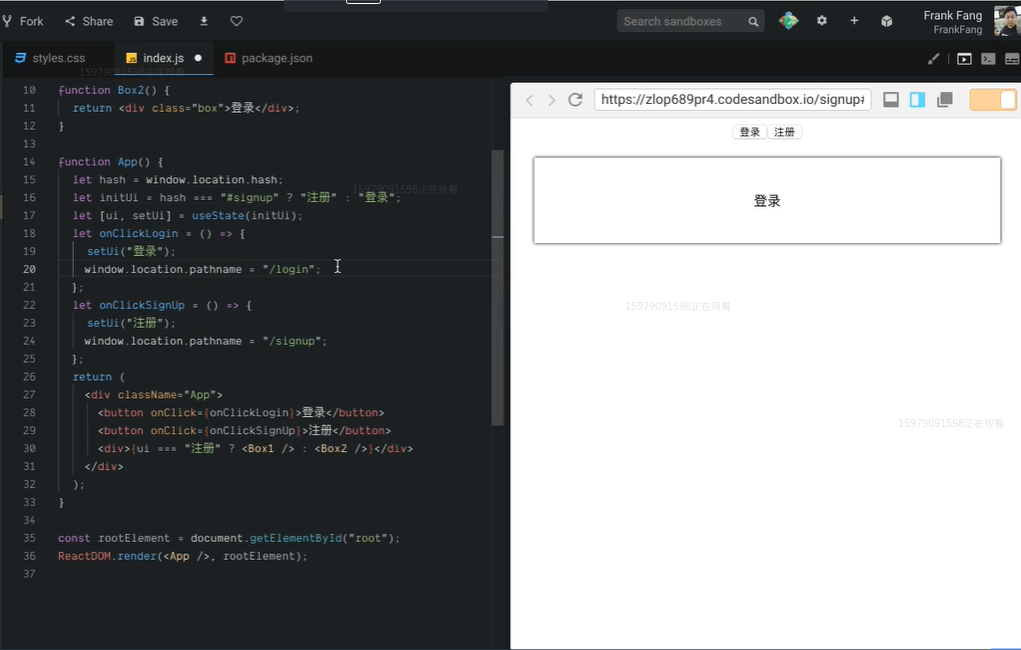 Fork Share Save Search sandboxes Frank Fang
FrankFang
styles.css index.js package.json
15979091598正在观看
10 function Box2() {
11 return <div class="box">登录</div>;
12 }
13
14 function App() {
15 let hash = window.location.hash;
15979091598正在观看
16 let initUi = hash === "#signup" ? "注册" : "登录";
17 let [ui, setUi] = useState(initUi);
18 let onClickLogin = () => {
19 setUi("登录");
20 window.location.pathname = "/login";
21 };
22 let onClickSignUp = () => {
23 setUi("注册");
24 window.location.pathname = "/signup";
25 };
26 return (
27 <div className="App">
28 <button onClick={onClickLogin}>登录</button>
29 <button onClick={onClickSignUp}>注册</button>
30 <div>{ui === "注册" ? <Box1 /> : <Box2 />}</div>
31 </div>
32 );
33 }
34
35 const rootElement = document.getElementById("root");
36 ReactDOM.render(<App />, rootElement);
37
https://zlop689pr4.codesandbox.io/signup#
登录 注册
登录
15979091598正在观看
15979091598正在观看